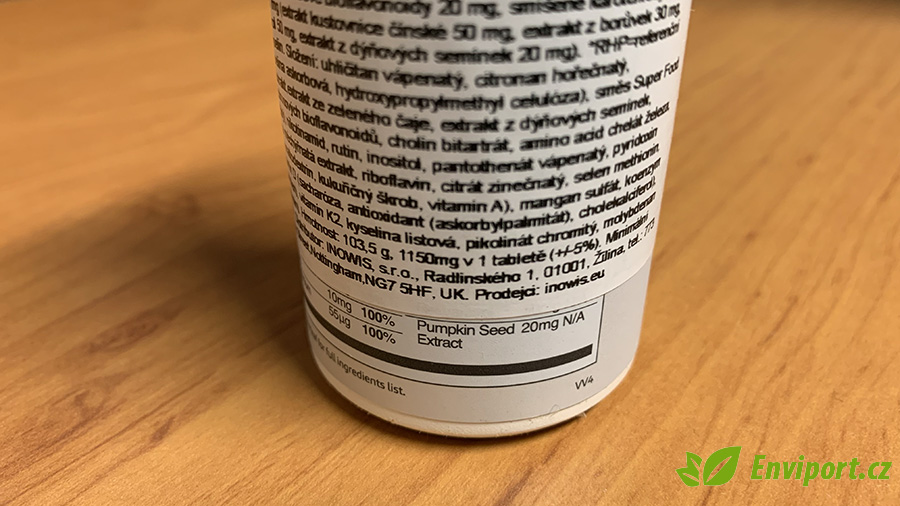 bioflavonoidy 20 mg, smíšené
extrakt kustovnice čínské 50 mg, extrakt z borůvek 30 mg,
50 mg, extrakt z dýňových semínek 20 mg). *RHP=referenční
Složení: uhličitan vápenatý, citronan hořečnatý,
askorbová, hydroxypropylmethyl celulóza), směs Super Food
extrakt ze zeleného čaje, extrakt z dýňových semínek,
bioflavonoidů, cholin bitartrát, amino acid chelát železa,
rutin, inositol, pantothenát vápenatý, pyridoxin
extrakt, riboflavin, citrát zinečnatý, selen methionin,
kukuřičný škrob, vitamin A), mangan sulfát, koenzym
(sacharóza, antioxidant (askorbylpalmitát), cholekalciferol),
vitamin K2, kyselina listová, pikolinát chromitý, molybdenan
Hmotnost: 103,5 g, 1150mg v 1 tabletě (+/-5%). Minimální
INOWIS, s.r.o., Radlinského 1, 01001, Žilina, tel.:
Nottingham,NG7 5HF, UK. Prodejci: inowis.eu
10mg 100%
55µg 100%
Pumpkin Seed 20mg N/A
Extract
for full ingredients list.
VV4
Enviport.cz